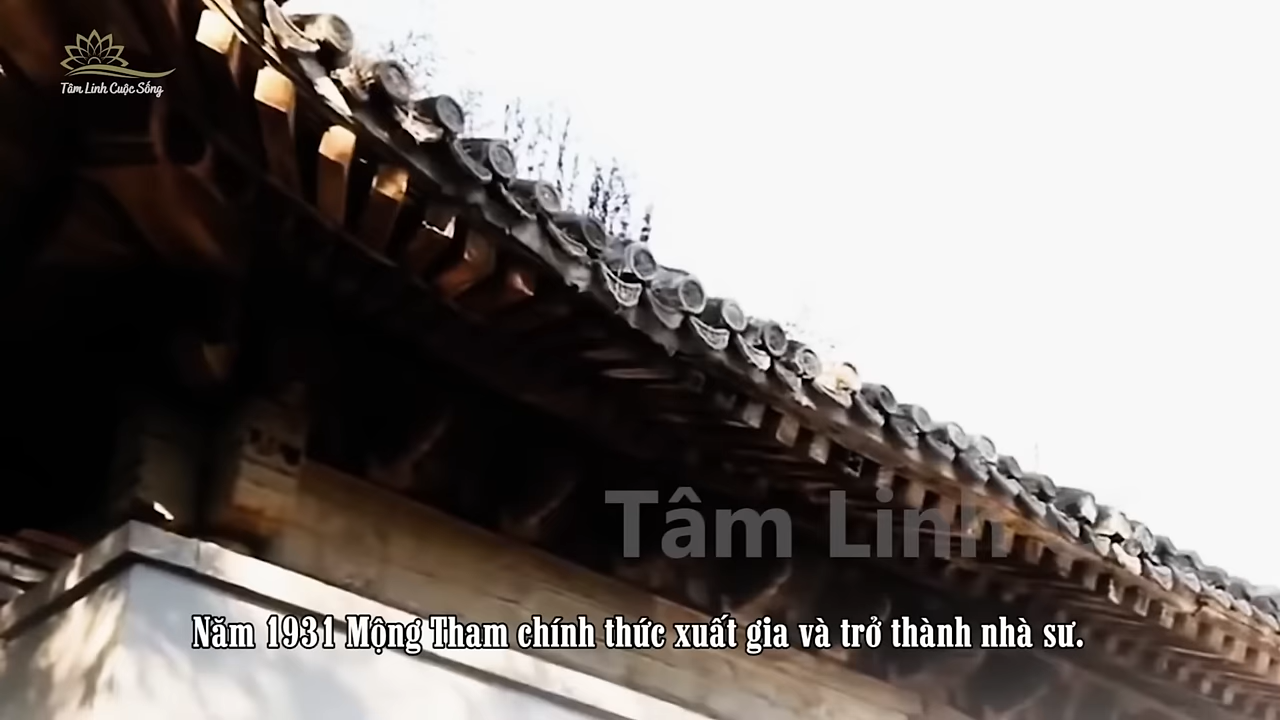 Tâm Linh Cuộc Sống
Tâm Linh
Năm 1931 Mộng Tham chính thức xuất gia và trở thành nhà sư.